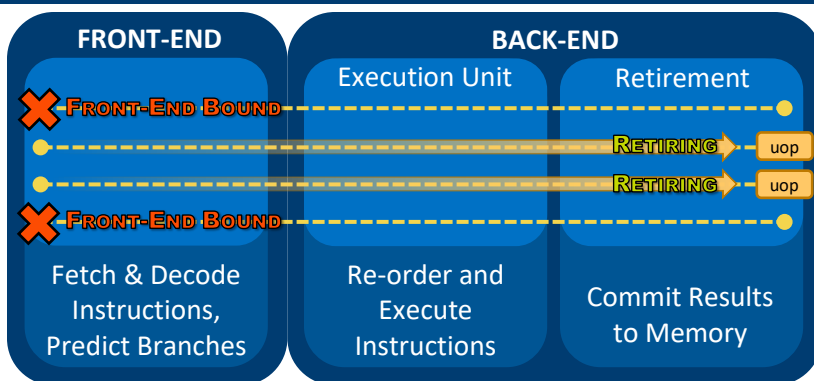 FRONT-END
BACK-END
Execution Unit
Retirement
FRONT-END BOUND
RETIRING
uop
RETIRING
uop
FRONT-END BOUND
Fetch & Decode
Instructions,
Predict Branches
Re-order and
Execute
Instructions
Commit Results
to Memory